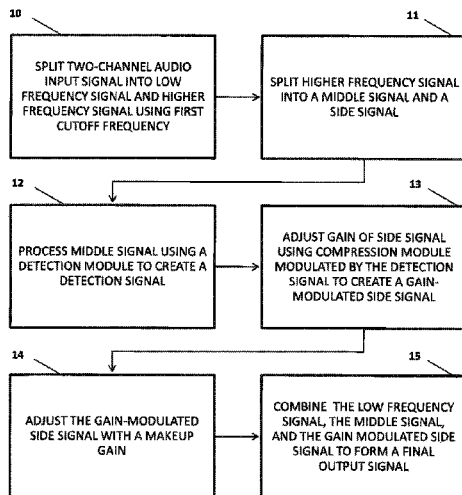 10
11
SPLIT TWO-CHANNEL AUDIO
INPUT SIGNAL INTO LOW
FREQUENCY SIGNAL AND HIGHER
FREQUENCY SIGNAL USING FIRST
CUTOFF FREQUENCY
SPLIT HIGHER FREQUENCY SIGNAL
INTO A MIDDLE SIGNAL AND A
SIDE SIGNAL
12
13
PROCESS MIDDLE SIGNAL USING A
DETECTION MODULE TO CREATE A
DETECTION SIGNAL
ADJUST GAIN OF SIDE SIGNAL
USING COMPRESSION MODULE
MODULATED BY THE DETECTION
SIGNAL TO CREATE A GAIN-
MODULATED SIDE SIGNAL
14
15
ADJUST THE GAIN-MODULATED
SIDE SIGNAL WITH A MAKEUP
GAIN
COMBINE THE LOW FREQUENCY
SIGNAL, THE MIDDLE SIGNAL,
AND THE GAIN MODULATED SIDE
SIGNAL TO FORM A FINAL
OUTPUT SIGNAL